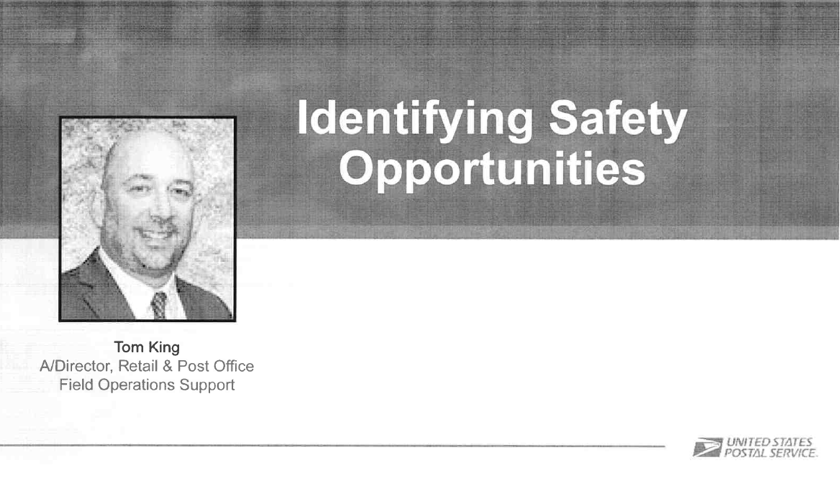 Identifying Safety
Opportunities
Tom King
A/Director, Retail & Post Office
Field Operations Support
UNITED STATES
POSTAL SERVICE.